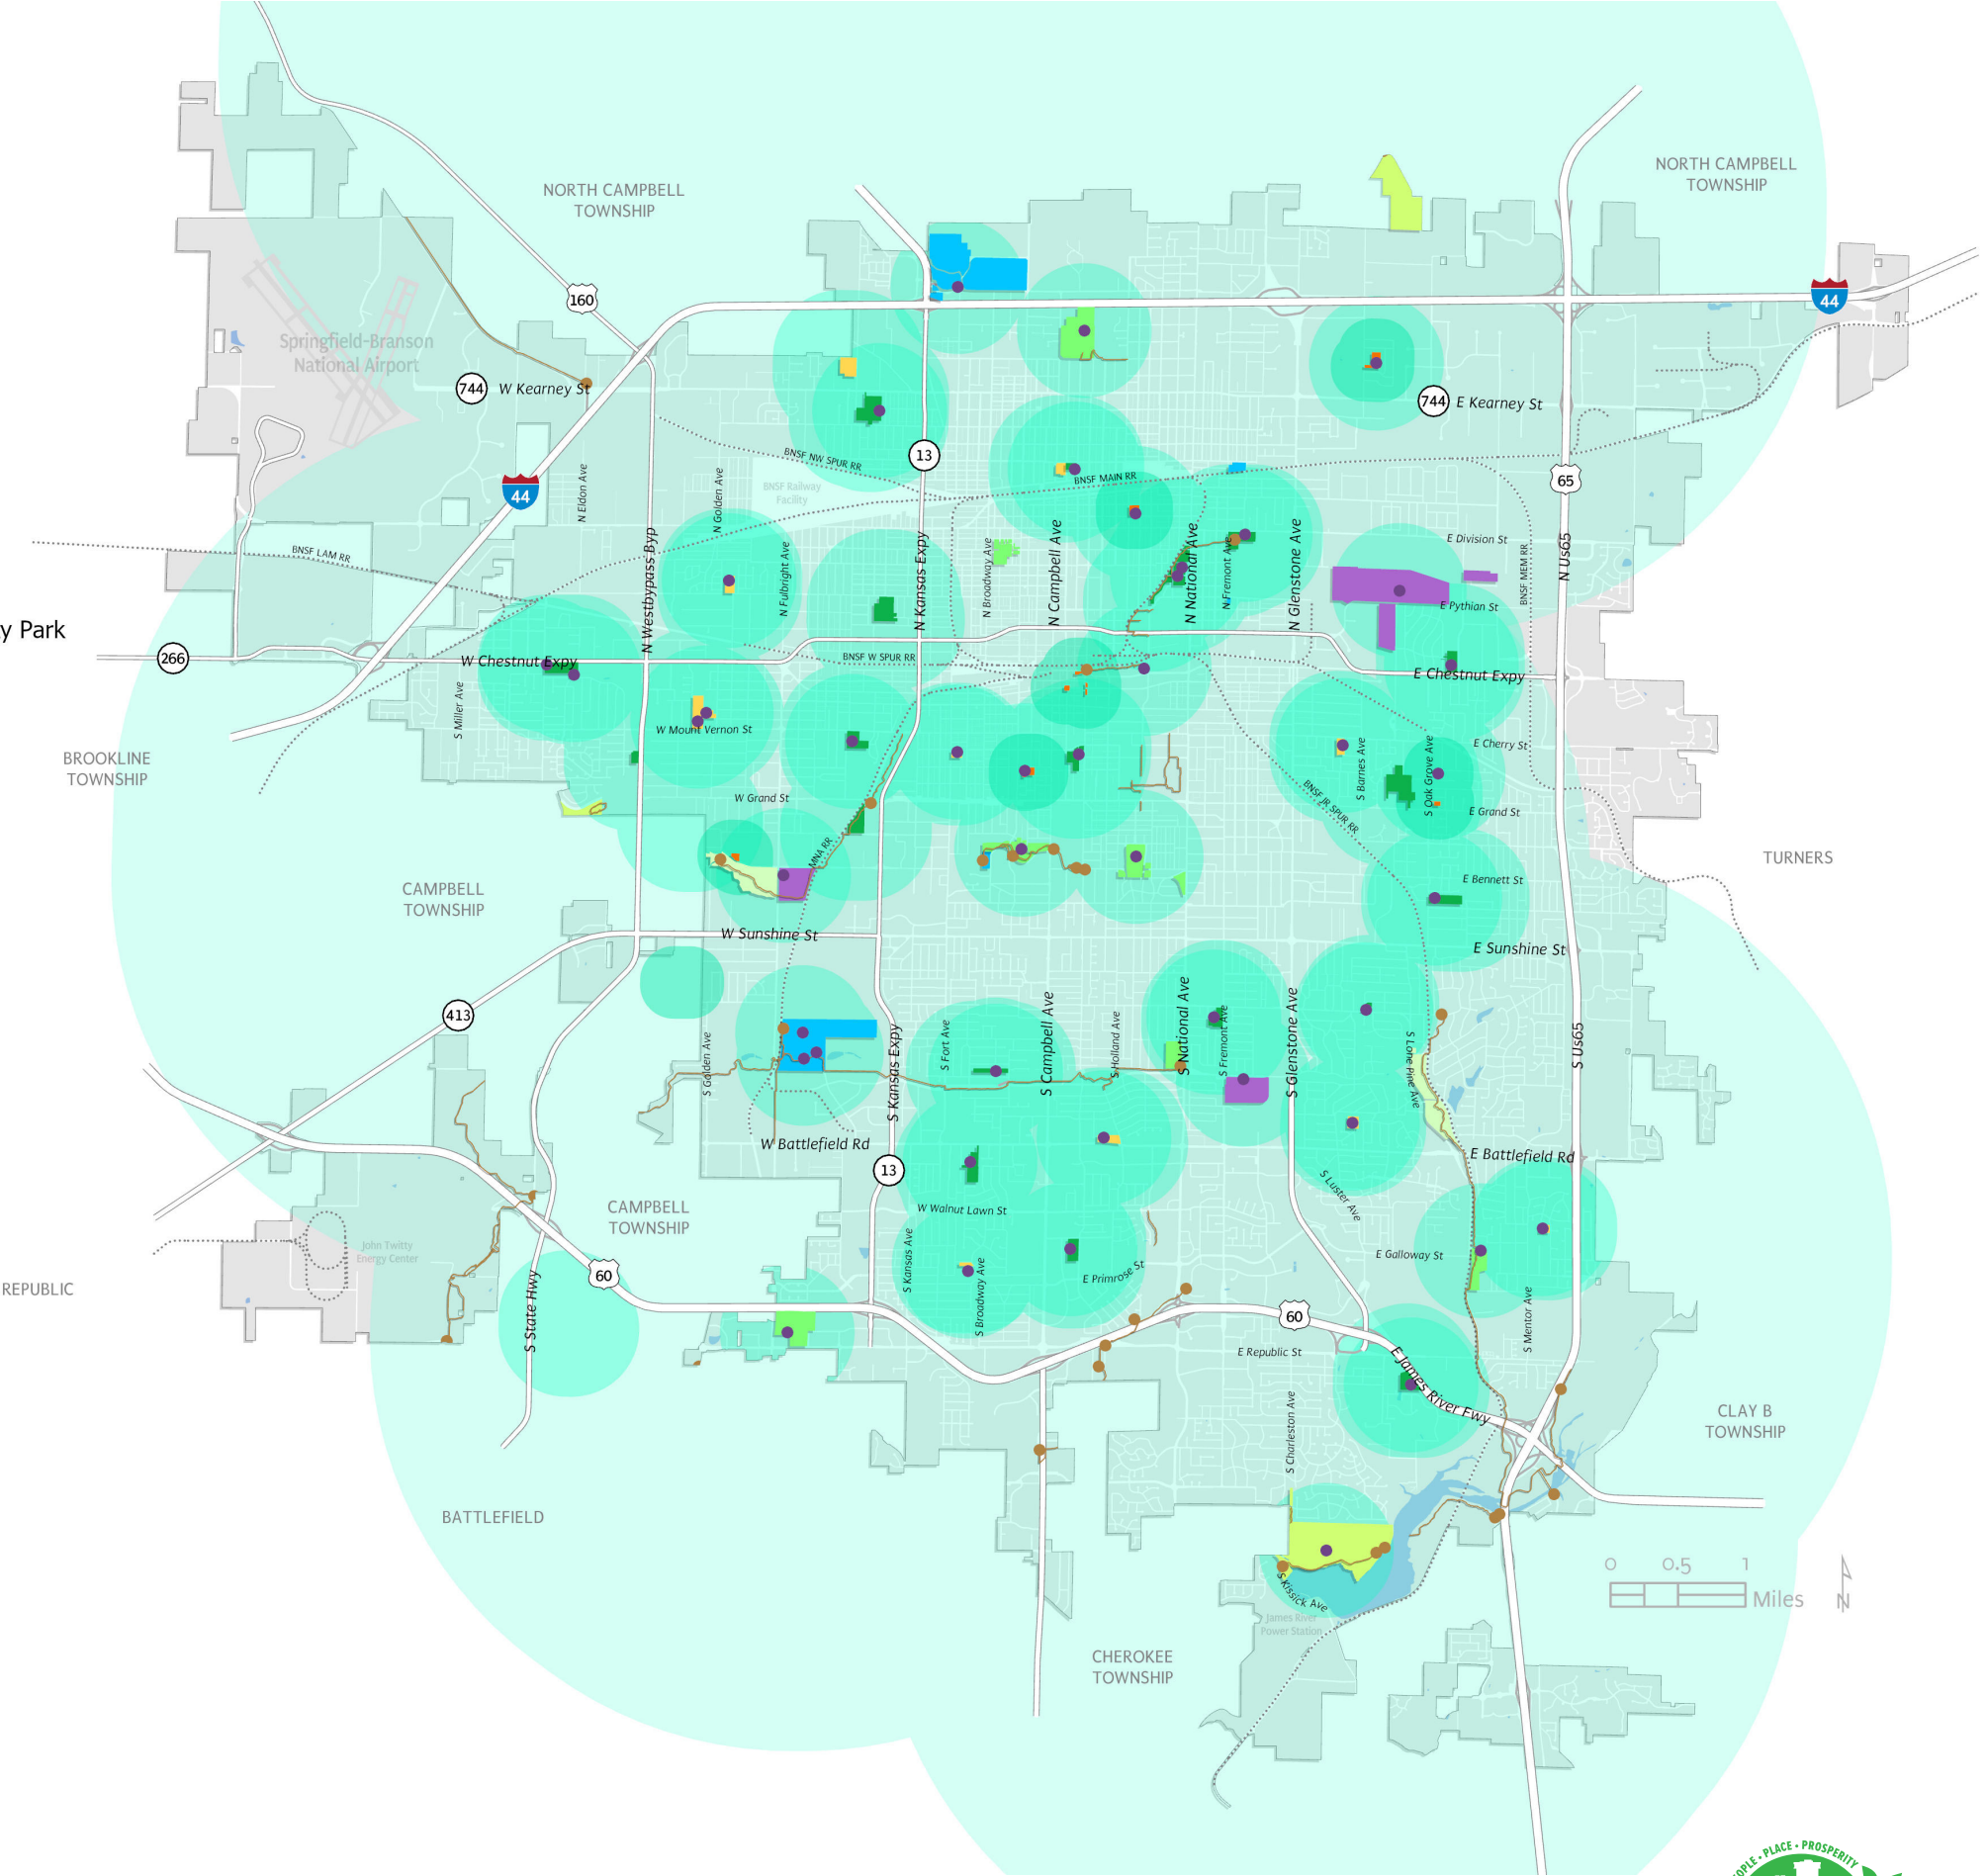 NORTH CAMPBELL
TOWNSHIP
NORTH CAMPBELL
TOWNSHIP
160
44
Springfield-Branson
National Airport
744
W Kearney St
744
E Kearney St
13
BNSF NW SPUR RR
BNSF MAIN RR
65
44
N Eldon Ave
N Golden Ave
BNSF Railway
Facility
BNSF LAM RR
N Westbypass Byp
N Fulbright Ave
N Kansas Expy
N Broadway Ave
N Campbell Ave
N National Ave
N Fremont Ave
N Glenstone Ave
E Division St
BNSF MEM RR
N Us65
E Pythian St
y Park
266
W Chestnut Expy
BNSF W SPUR RR
E Chestnut Expy
S Miller Ave
W Mount Vernon St
E Cherry St
S Barnes Ave
S Oak Grove Ave
BROOKLINE
TOWNSHIP
W Grand St
BNSF JR SPUR RR
E Grand St
MNA RR
TURNERS
CAMPBELL
TOWNSHIP
E Bennett St
W Sunshine St
E Sunshine St
413
S Golden Ave
S Kansas Expy
S Fort Ave
S Campbell Ave
S Holland Ave
S National Ave
S Fremont Ave
S Glenstone Ave
S Lone Pine Ave
S Us65
W Battlefield Rd
E Battlefield Rd
13
CAMPBELL
TOWNSHIP
W Walnut Lawn St
S Luster Ave
John Twitty
Energy Center
S Kansas Ave
E Galloway St
REPUBLIC
60
S State Hwy
S Broadway Ave
E Primrose St
60
S Mentor Ave
E Republic St
E James River Fwy
S Charleston Ave
CLAY B
TOWNSHIP
BATTLEFIELD
0 0.5 1
Miles
N
S Kissick Ave
James River
Power Station
CHEROKEE
TOWNSHIP
OPLE • PLACE • PROSPERITY